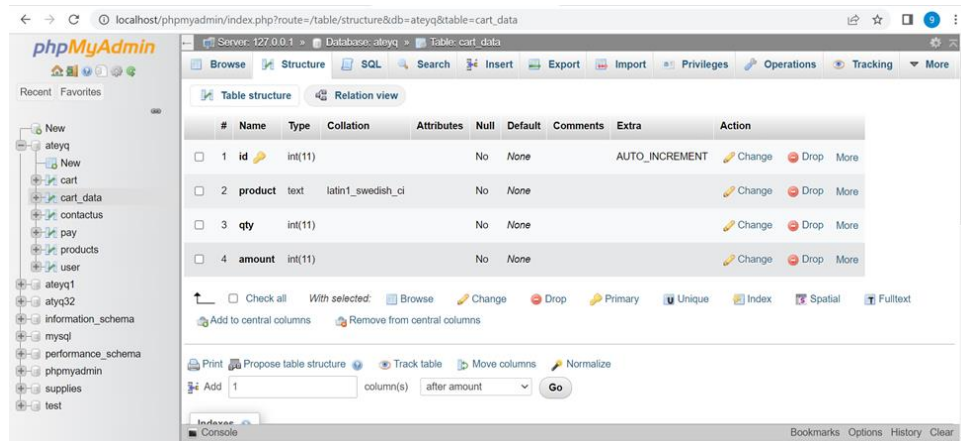 localhost/phpmyadmin/index.php?route=/table/structure&db=ateyq&table=cart_data
9
phpMyAdmin
Recent Favorites
New
ateyq
New
cart
cart_data
contactus
pay
products
user
ateyq1
atyq32
information_schema
mysql
performance_schema
phpmyadmin
supplies
test
Server: 127.0.0.1 » Database: ateyq » Table: cart_data
Browse Structure SQL Search Insert Export Import Privileges Operations Tracking More
Table structure Relation view
# Name Type Collation Attributes Null Default Comments Extra Action
1 id int(11) No None AUTO_INCREMENT Change Drop More
2 product text latin1_swedish_ci No None Change Drop More
3 qty int(11) No None Change Drop More
4 amount int(11) No None Change Drop More
Check all With selected: Browse Change Drop Primary Unique Index Spatial Fulltext
Add to central columns Remove from central columns
Print Propose table structure Track table Move columns Normalize
Add 1 column(s) after amount Go
Indexes
Console Bookmarks Options History Clear